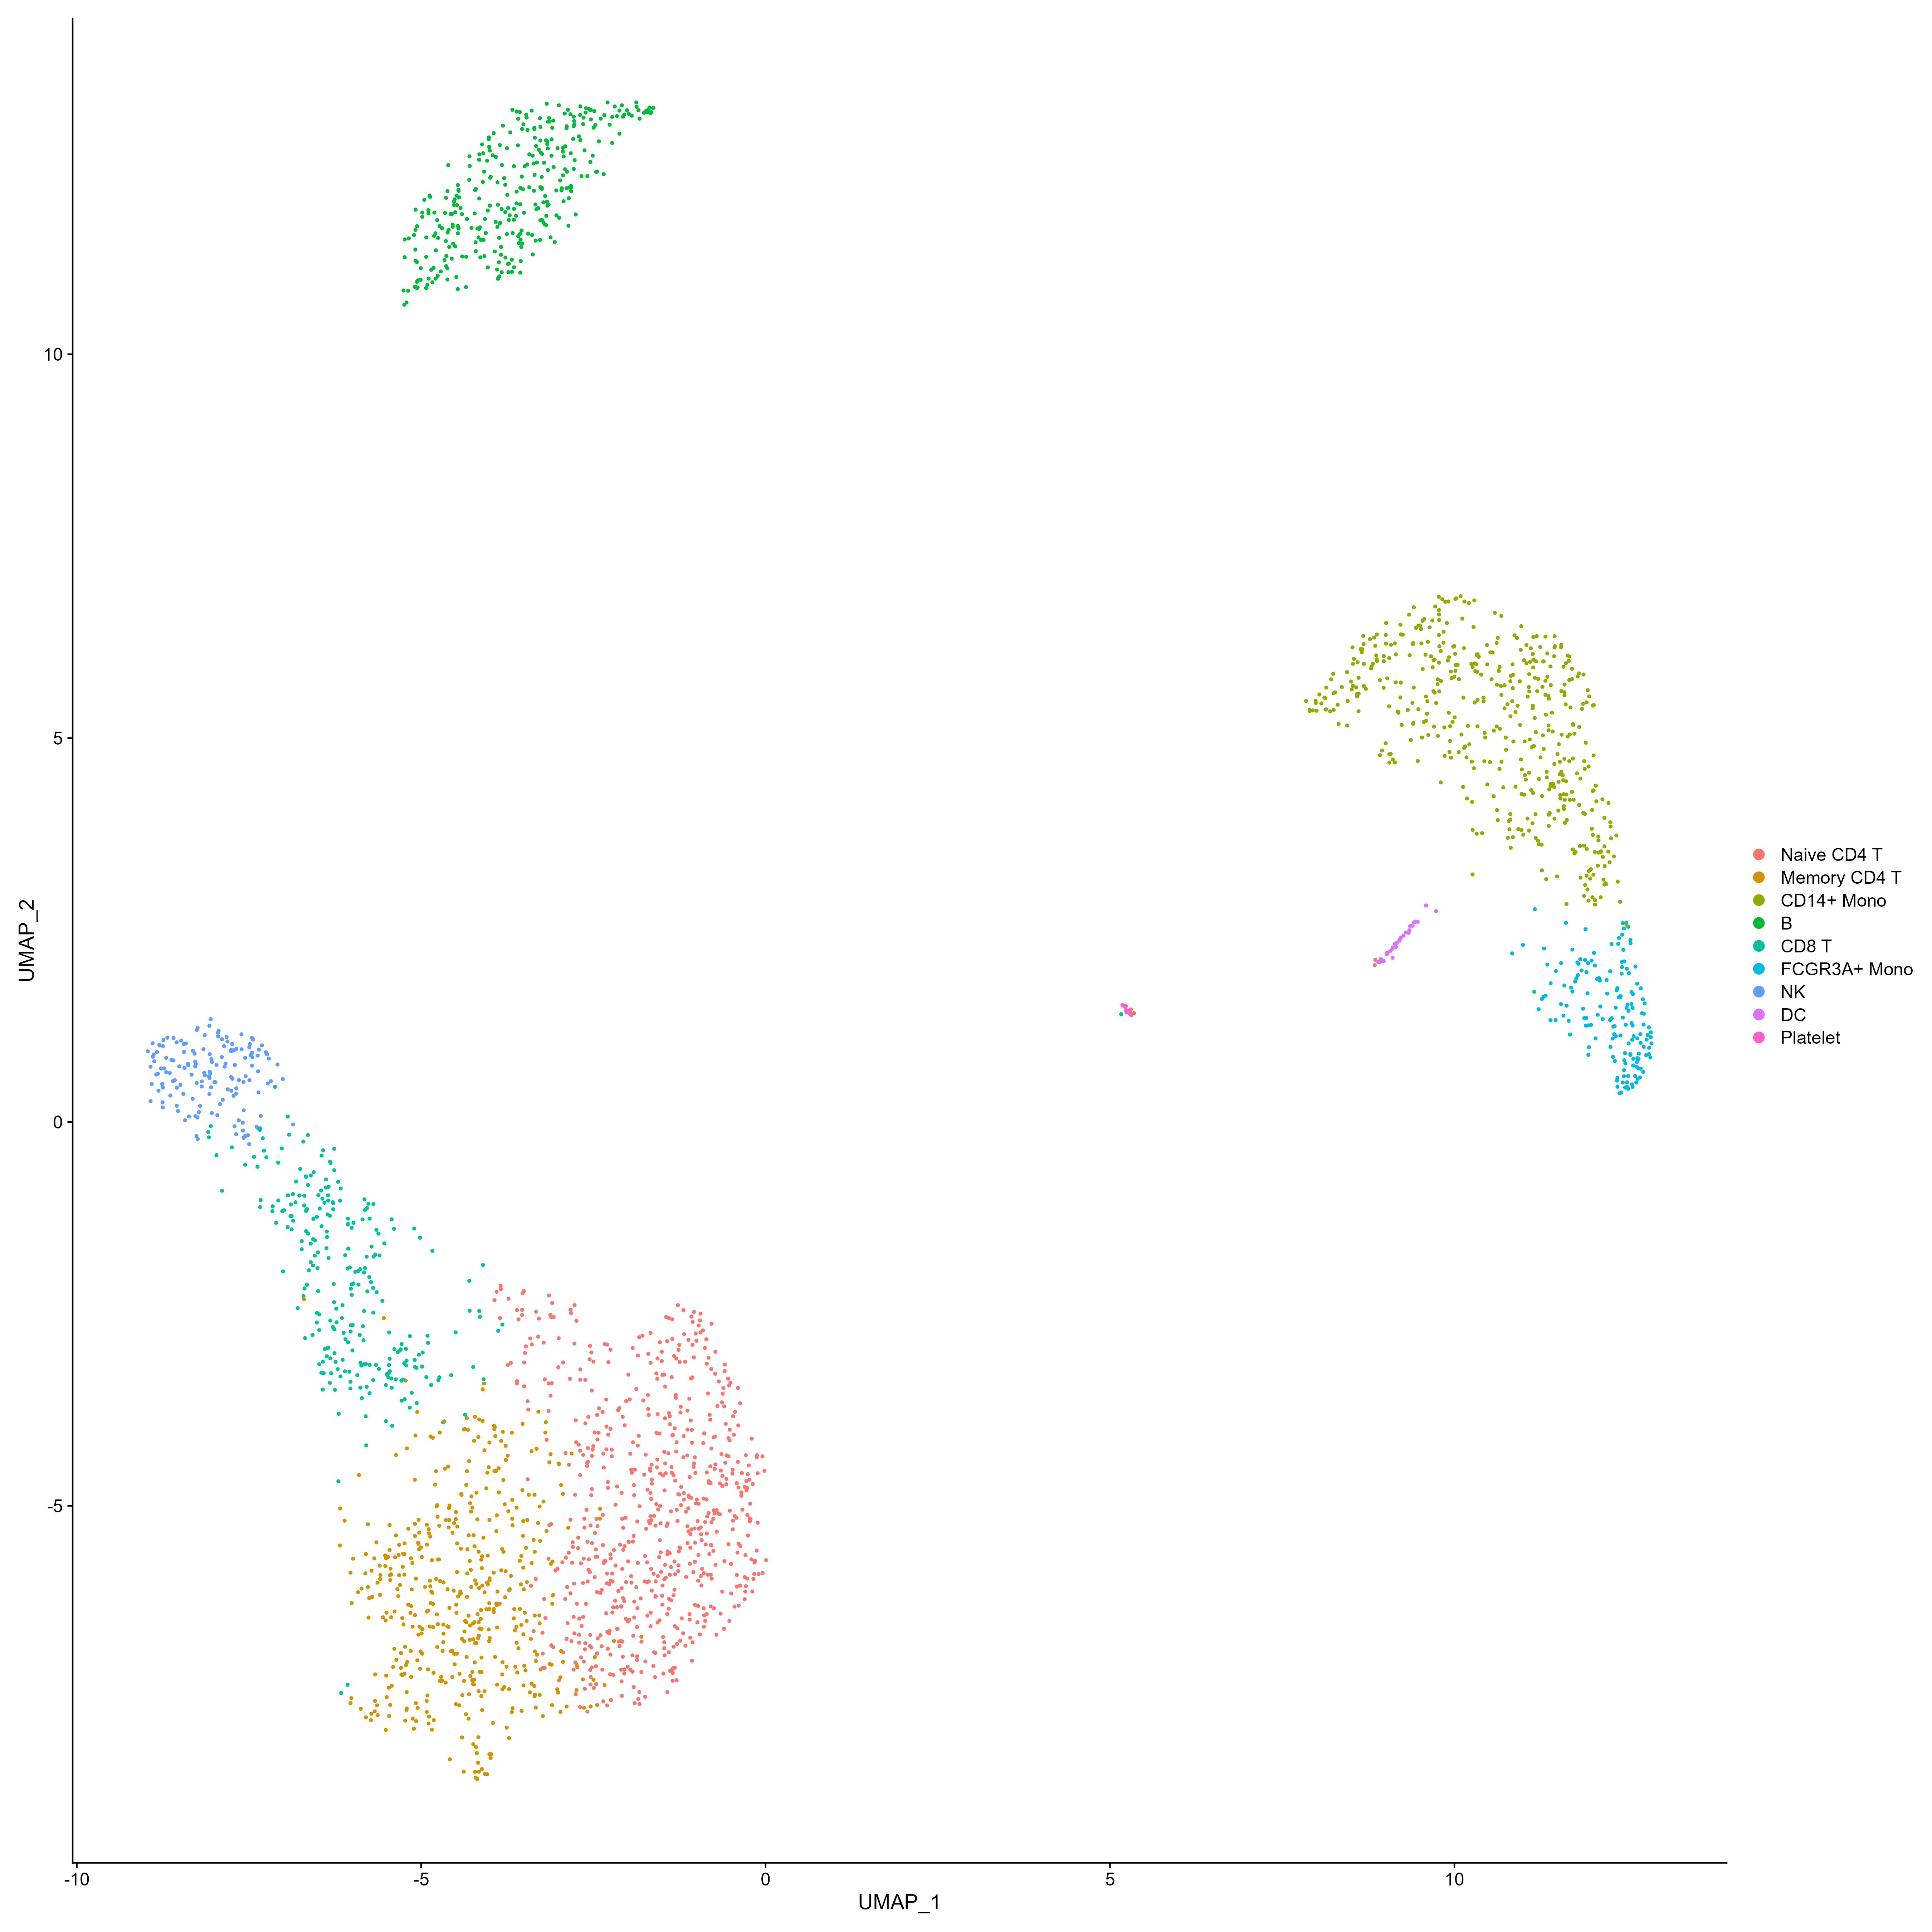 10
5
0
-5
UMAP_2
-10
-5
0
5
10
UMAP_1
Naive CD4 T
Memory CD4 T
CD14+ Mono
B
CD8 T
FCGR3A+ Mono
NK
DC
Platelet